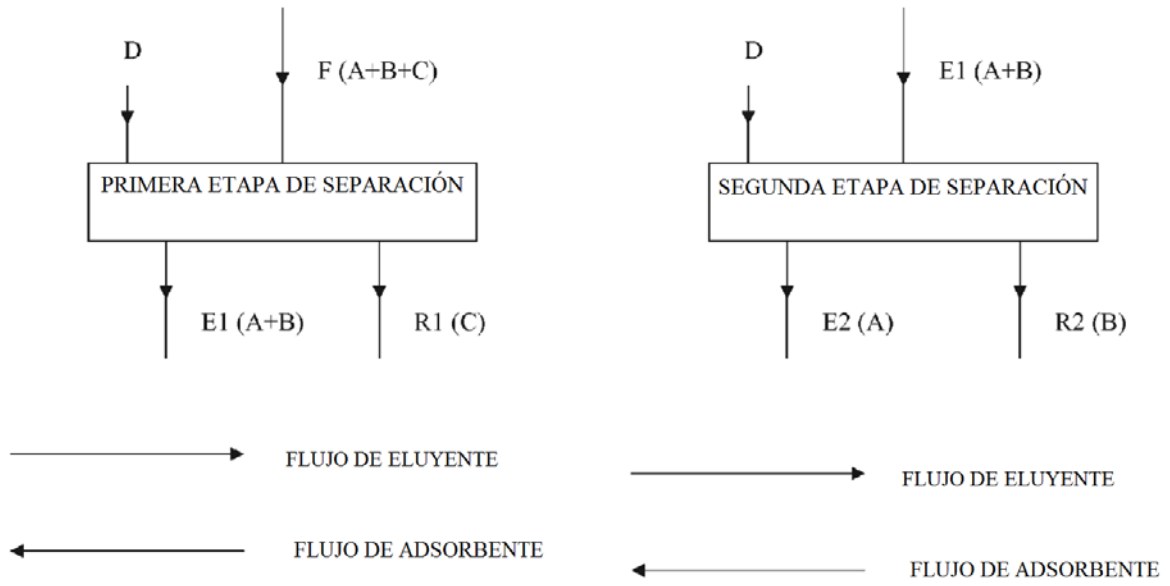 D
F (A+B+C)
PRIMERA ETAPA DE SEPARACIÓN
E1 (A+B)
R1 (C)
FLUJO DE ELUYENTE
FLUJO DE ADSORBENTE
D
E1 (A+B)
SEGUNDA ETAPA DE SEPARACIÓN
E2 (A)
R2 (B)
FLUJO DE ELUYENTE
FLUJO DE ADSORBENTE